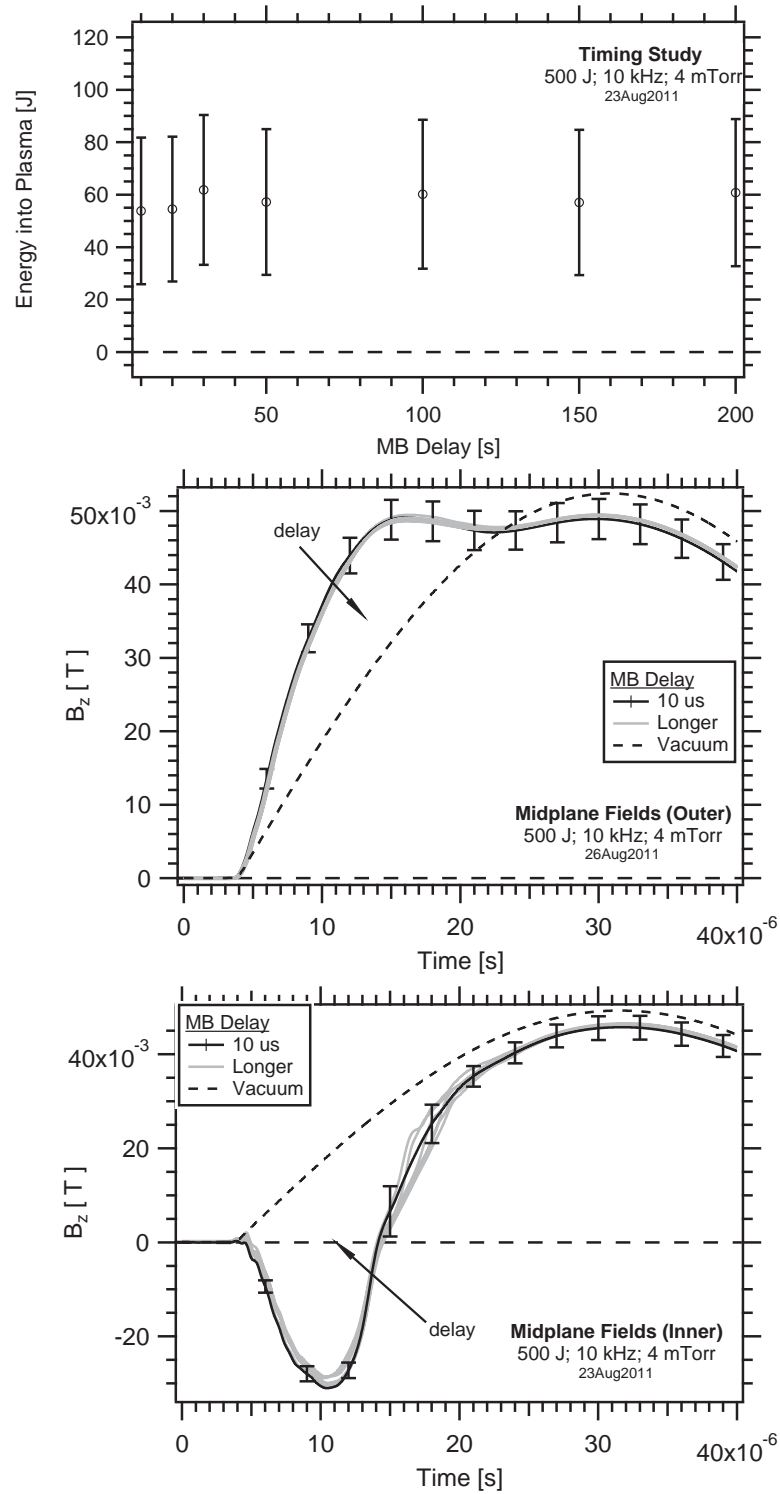 120
100
80
60
40
20
0
Energy into Plasma [J]
Timing Study
500 J; 10 kHz; 4 mTorr
23Aug2011
50
100
150
200
MB Delay [s]
50x10-3
40
30
20
10
0
Bz [ T ]
delay
MB Delay
10 us
Longer
Vacuum
Midplane Fields (Outer)
500 J; 10 kHz; 4 mTorr
26Aug2011
0
10
20
30
40x10-6
Time [s]
MB Delay
10 us
Longer
Vacuum
40x10-3
20
0
-20
Bz [ T ]
delay
Midplane Fields (Inner)
500 J; 10 kHz; 4 mTorr
23Aug2011
0
10
20
30
40x10-6
Time [s]